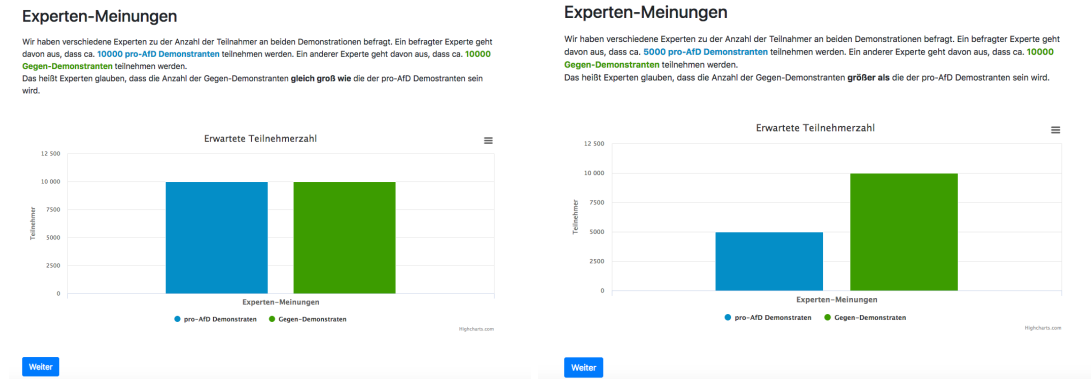 Experten-Meinungen
Wir haben verschiedene Experten zu der Anzahl der Teilnahmer an beiden Demonstrationen befragt. Ein befragter Experte geht
davon aus, dass ca. 10000 pro-AfD Demonstranten teilnehmen werden. Ein anderer Experte geht davon aus, dass ca. 10000
Gegen-Demonstranten teilnehmen werden.
Das heißt Experten glauben, dass die Anzahl der Gegen-Demonstranten gleich groß wie die der pro-AfD Demostranten sein
wird.
Erwartete Teilnehmerzahl
12 500
10 000
7500
5000
2500
0
Teilnehmer
Experten-Meinungen
pro-AfD Demonstraten
Gegen-Demonstraten
Highcharts.com
Weiter
Experten-Meinungen
Wir haben verschiedene Experten zu der Anzahl der Teilnahmer an beiden Demonstrationen befragt. Ein befragter Experte geht
davon aus, dass ca. 5000 pro-AfD Demonstranten teilnehmen werden. Ein anderer Experte geht davon aus, dass ca. 10000
Gegen-Demonstranten teilnehmen werden.
Das heißt Experten glauben, dass die Anzahl der Gegen-Demonstranten größer als die der pro-AfD Demostranten sein wird.
Erwartete Teilnehmerzahl
12 500
10 000
7500
5000
2500
0
Teilnehmer
Experten-Meinungen
pro-AfD Demonstraten
Gegen-Demonstraten
Highcharts.com
Weiter